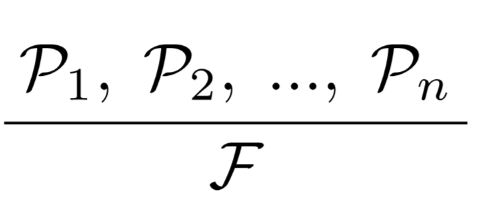 𝒫₁, 𝒫₂, ..., 𝒫ₙ
ℱ